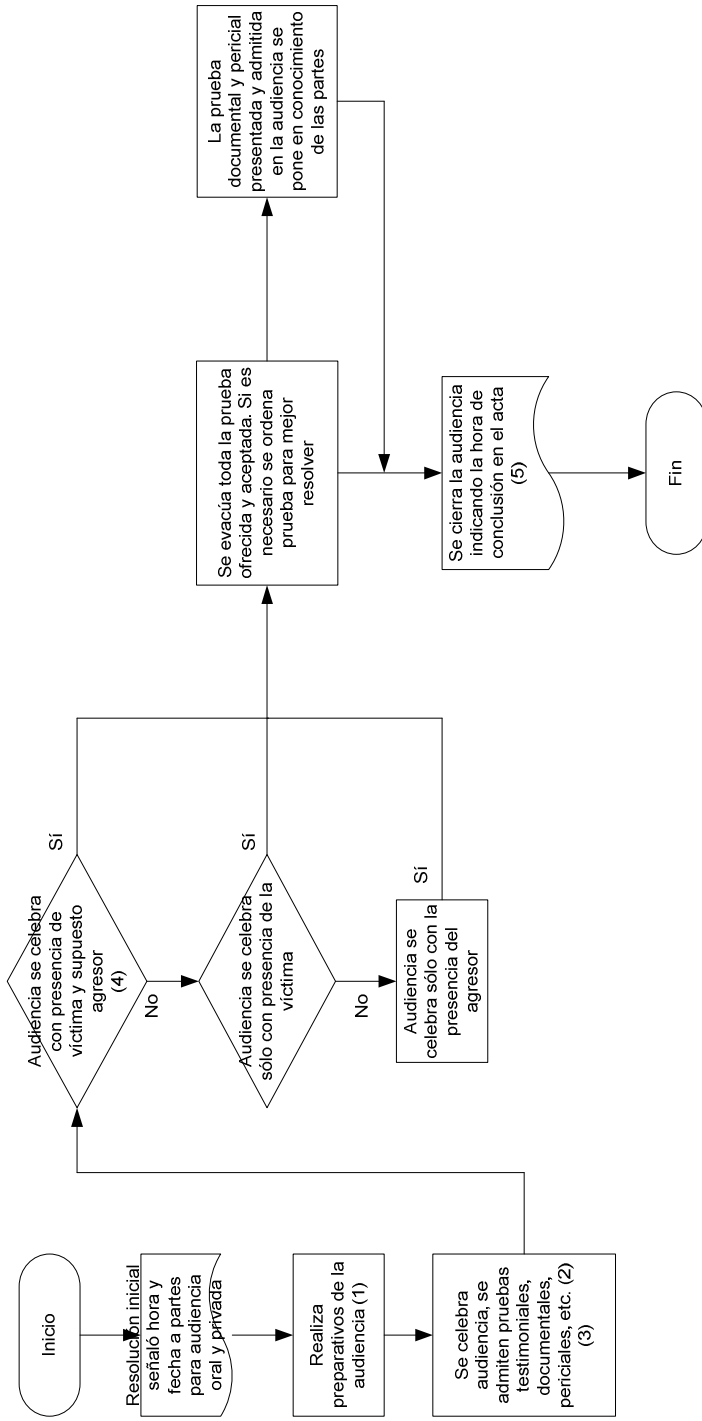 Inicio
Resolución inicial
señaló hora y
fecha a partes
para audiencia
oral y privada
Realiza
preparativos de la
audiencia (1)
Se celebra
audiencia, se
admiten pruebas
testimoniales,
documentales,
periciales, etc. (2)
(3)
Audiencia se celebra
con presencia de
víctima y supuesto
agresor
(4)
Sí
No
Audiencia se celebra
sólo con presencia de la
víctima
Sí
No
Audiencia se
celebra sólo con la
presencia del
agresor
Sí
Se evacúa toda la prueba
ofrecida y aceptada. Si es
necesario se ordena
prueba para mejor
resolver
La prueba
documental y pericial
presentada y admitida
en la audiencia se
pone en conocimiento
de las partes
Se cierra la audiencia
indicando la hora de
conclusión en el acta
(5)
Fin